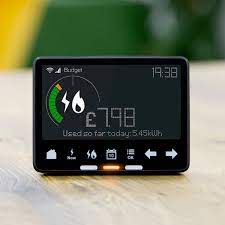 Budget 19:38
£7.98
Used so far today:5.45kWh
Now OK